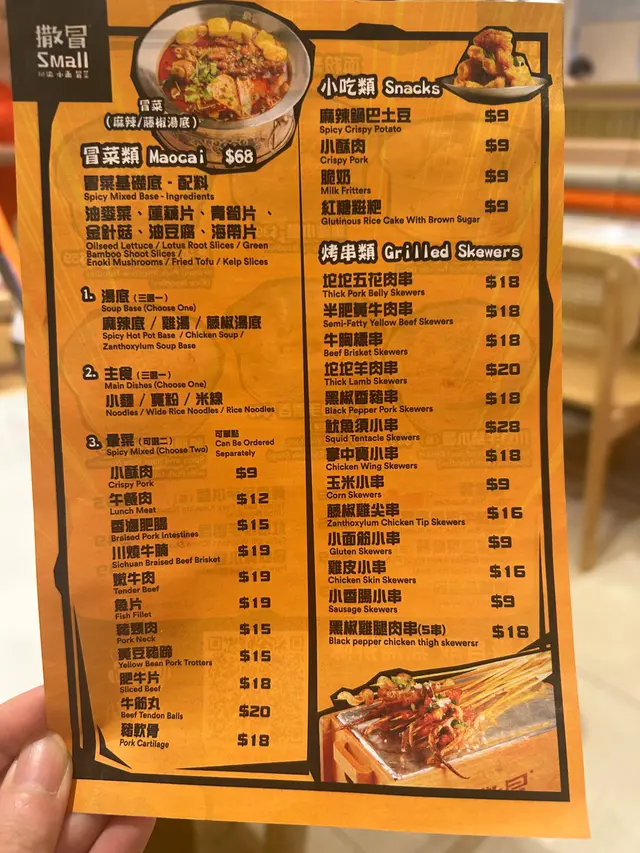 撒冒
Small
川渝 小面 冒菜
冒菜
(麻辣/藤椒湯底)
冒菜類 Maocai $68
冒菜基礎底 - 配料
Spicy Mixed Base - Ingredients
油麥菜、蓮藕片、青筍片、
金針菇、油豆腐、海帶片
Oilseed Lettuce / Lotus Root Slices / Green
Bamboo Shoot Slices /
Enoki Mushrooms / Fried Tofu / Kelp Slices
1. 湯底 (三選一)
Soup Base (Choose One)
麻辣底 / 雞湯 / 藤椒湯底
Spicy Hot Pot Base / Chicken Soup /
Zanthoxylum Soup Base
2. 主食 (三選一)
Main Dishes (Choose One)
小麵 / 寬粉 / 米線
Noodles / Wide Rice Noodles / Rice Noodles
3. 暈菜 (可選二) 可單點
Spicy Mixed (Choose Two) Can Be Ordered
Separately
小酥肉 $9
Crispy Pork
午餐肉 $12
Lunch Meat
香滷肥腸 $15
Braised Pork Intestines
川燒牛腩 $19
Sichuan Braised Beef Brisket
嫩牛肉 $19
Tender Beef
魚片 $19
Fish Fillet
豬頸肉 $15
Pork Neck
黃豆豬蹄 $15
Yellow Bean Pork Trotters
肥牛片 $18
Sliced Beef
牛筋丸 $20
Beef Tendon Balls
豬軟骨 $18
Pork Cartilage
小吃類 Snacks
麻辣鍋巴土豆 $9
Spicy Crispy Potato
小酥肉 $9
Crispy Pork
脆奶 $9
Milk Fritters
紅糖糍粑 $9
Glutinous Rice Cake With Brown Sugar
烤串類 Grilled Skewers
坨坨五花肉串 $18
Thick Pork Belly Skewers
半肥黃牛肉串 $18
Semi-Fatty Yellow Beef Skewers
牛胸標串 $18
Beef Brisket Skewers
坨坨羊肉串 $20
Thick Lamb Skewers
黑椒香豬串 $18
Black Pepper Pork Skewers
魷魚須小串 $28
Squid Tentacle Skewers
掌中寶小串 $18
Chicken Wing Skewers
玉米小串 $9
Corn Skewers
藤椒雞尖串 $16
Zanthoxylum Chicken Tip Skewers
小面筋小串 $9
Gluten Skewers
雞皮小串 $16
Chicken Skin Skewers
小香腸小串 $9
Sausage Skewers
黑椒雞腿肉串(5串) $18
Black pepper chicken thigh skewersr